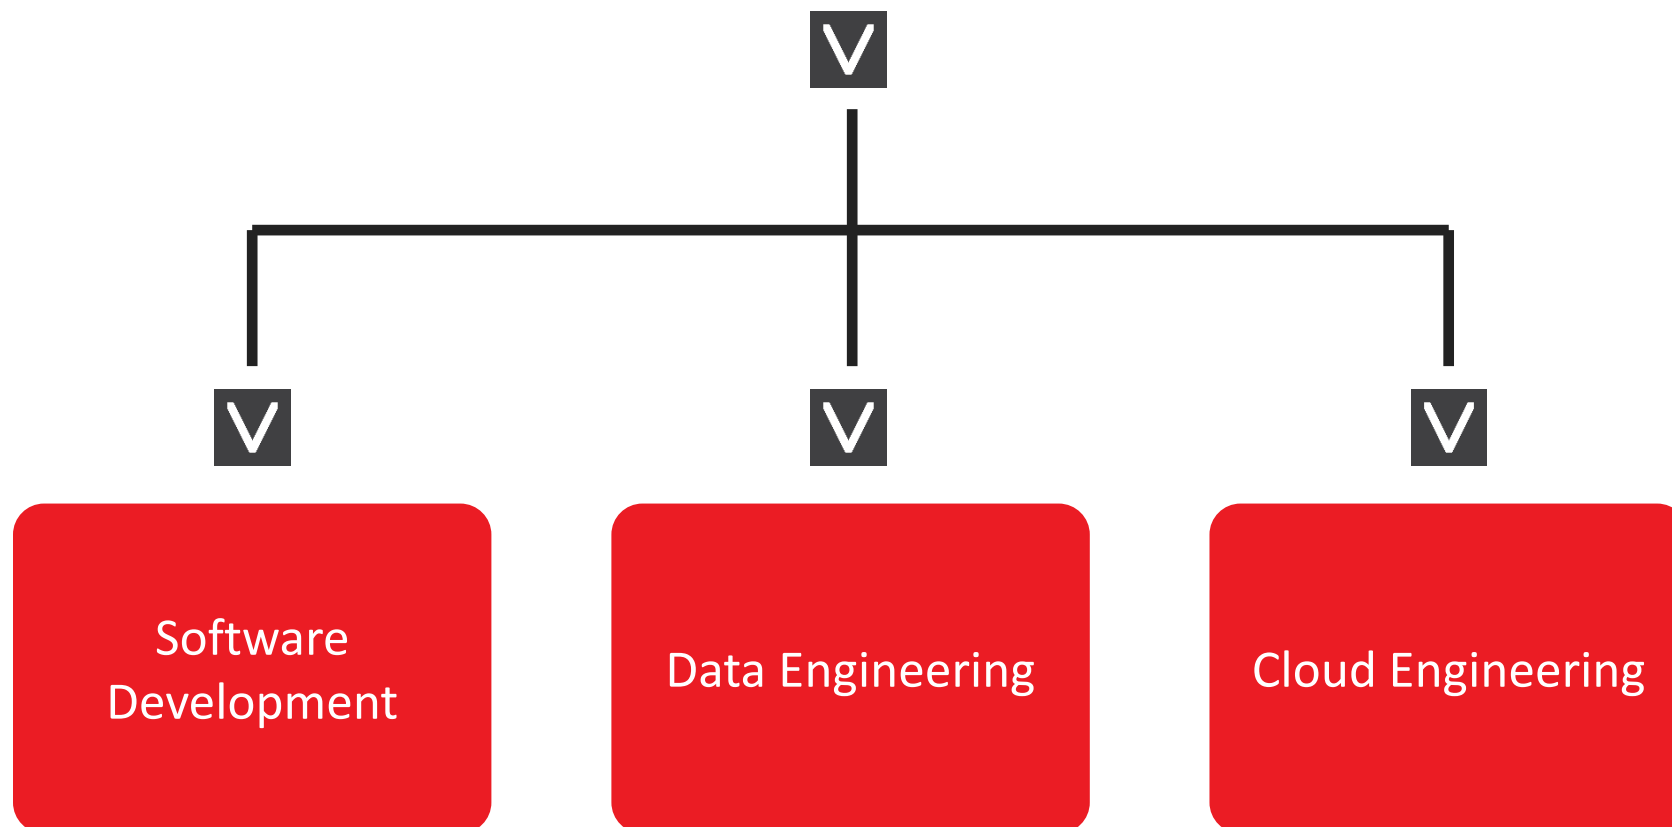 V
V
V
V
Software
Development
Data Engineering
Cloud Engineering